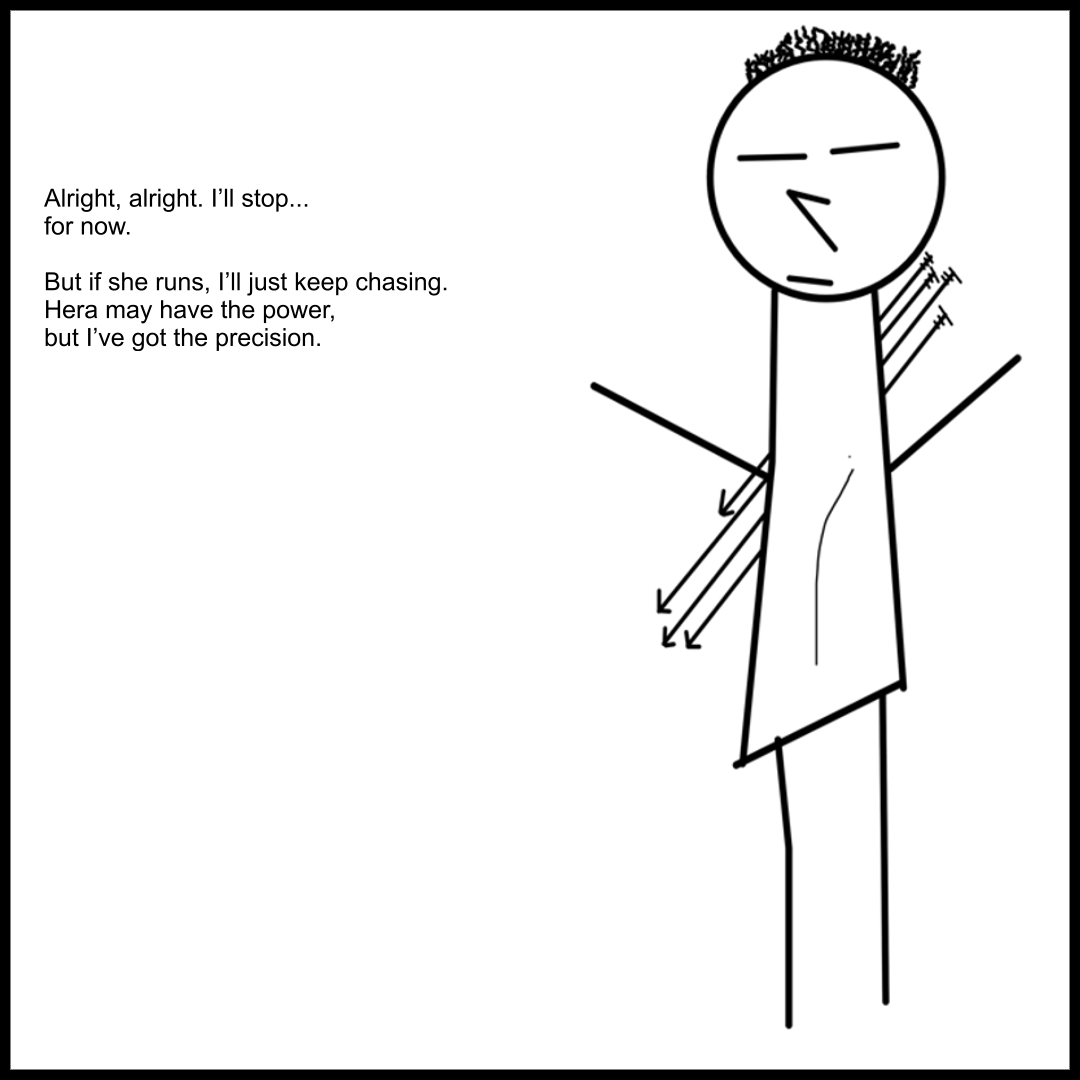 Alright, alright. I’ll stop...
for now.
But if she runs, I’ll just keep chasing.
Hera may have the power,
but I’ve got the precision.